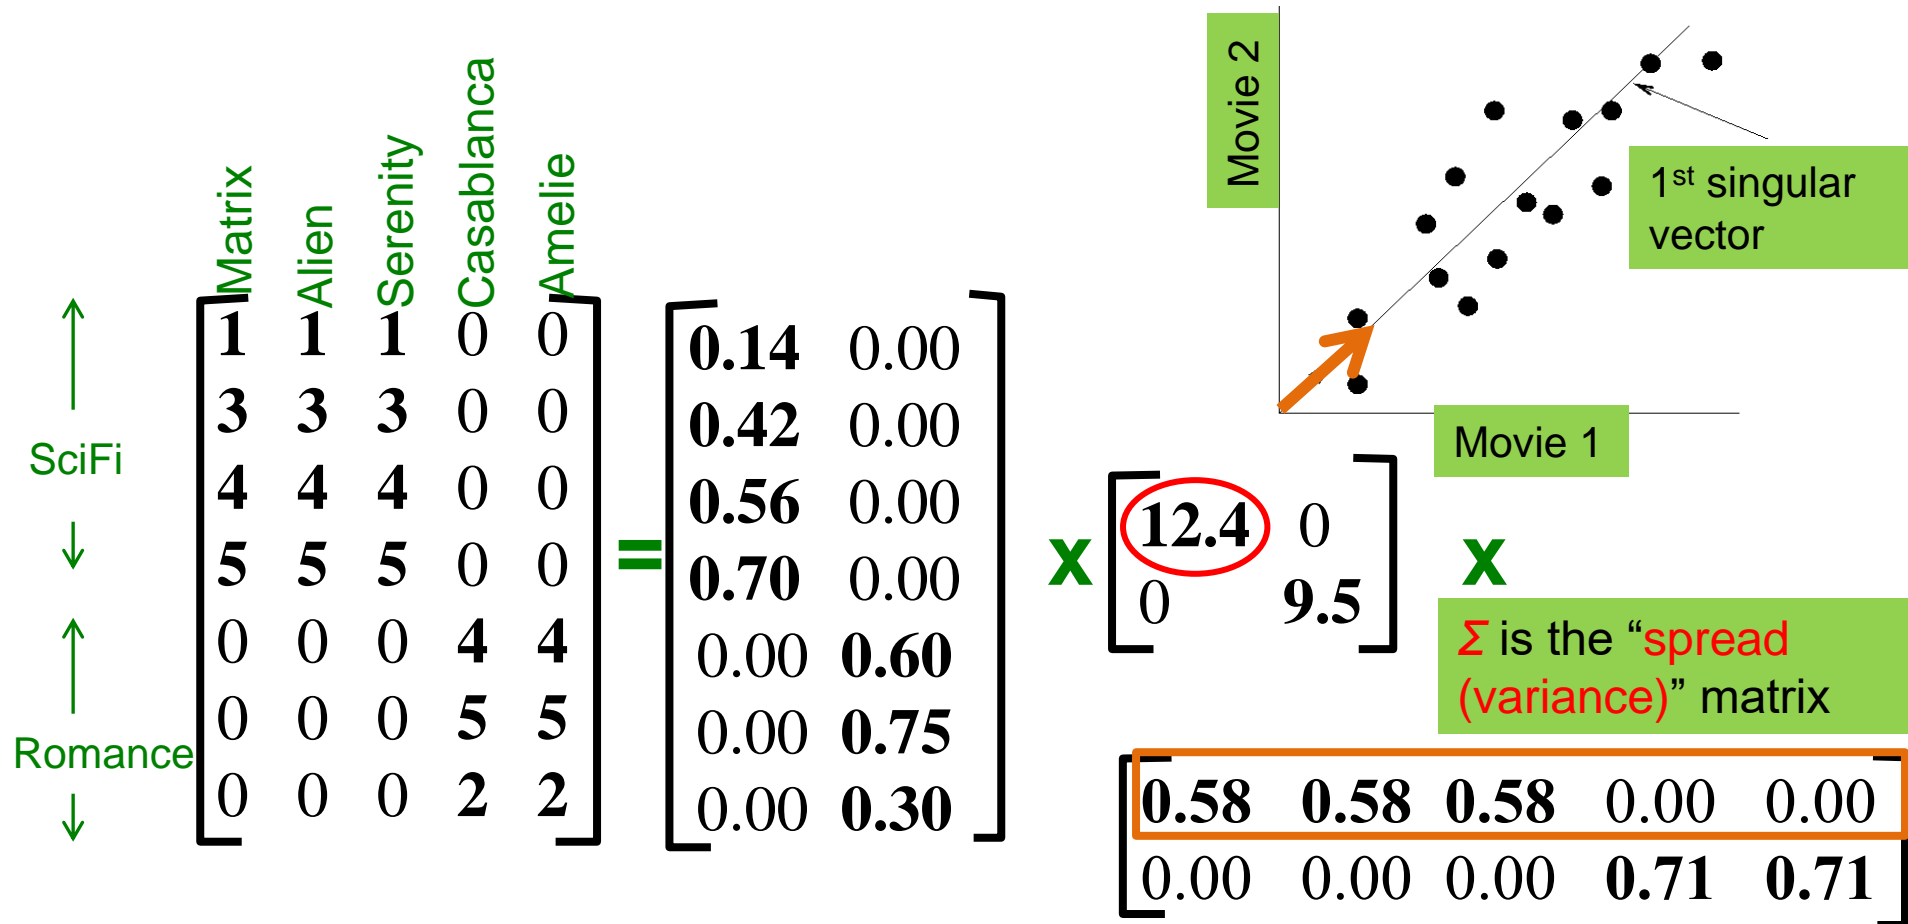 Matrix
Alien
Serenity
Casablanca
Amelie
SciFi
Romance
1 1 1 0 0
3 3 3 0 0
4 4 4 0 0
5 5 5 0 0
0 0 0 4 4
0 0 0 5 5
0 0 0 2 2
=
0.14 0.00
0.42 0.00
0.56 0.00
0.70 0.00
0.00 0.60
0.00 0.75
0.00 0.30
x
12.4 0
0 9.5
x
0.58 0.58 0.58 0.00 0.00
0.00 0.00 0.00 0.71 0.71
Movie 2
Movie 1
1st singular
vector
Σ is the “spread
(variance)” matrix